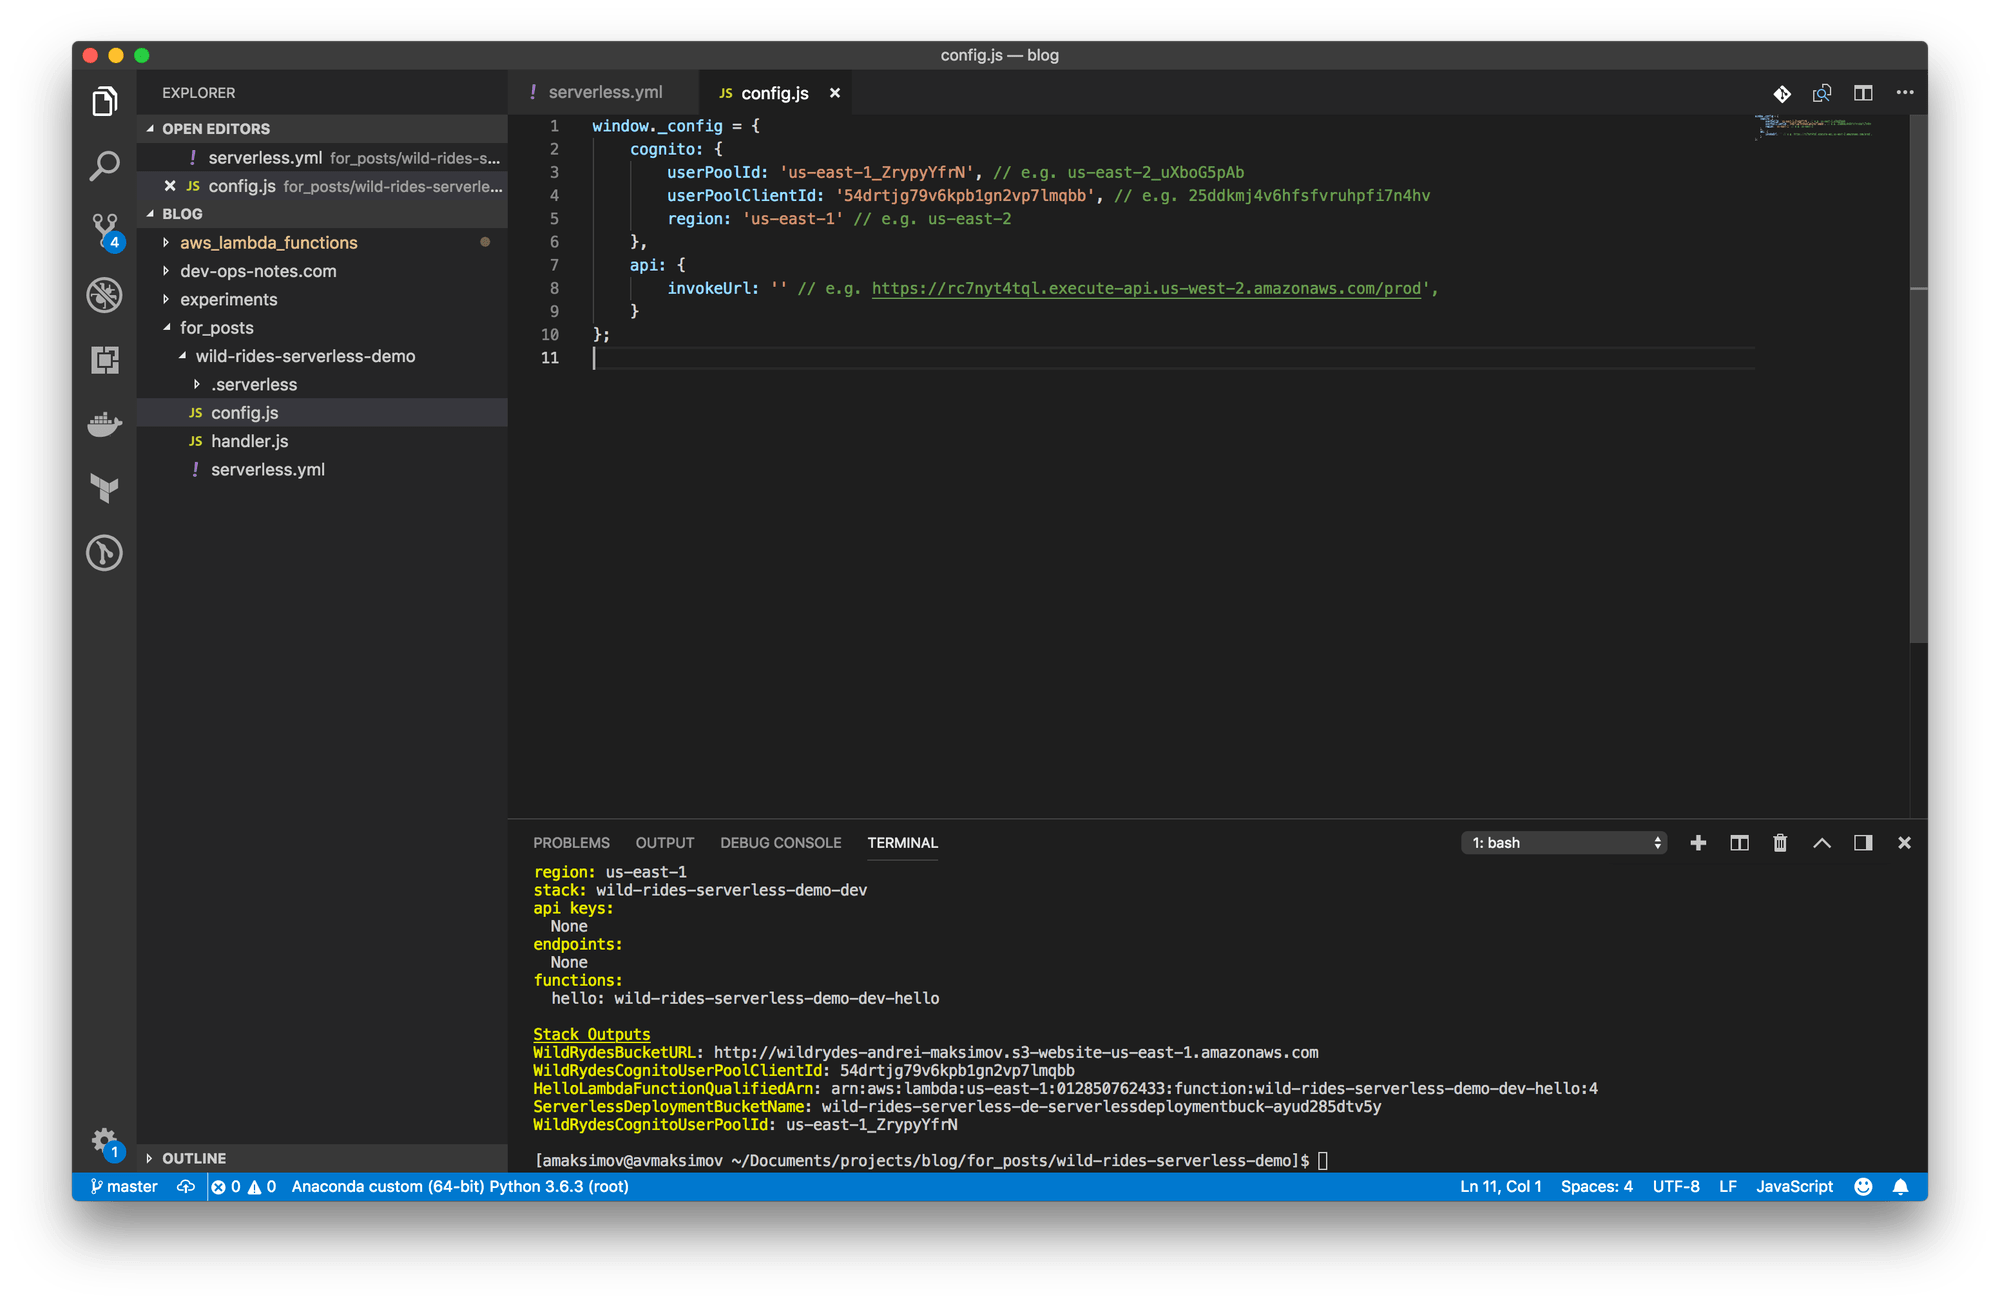 config.js — blog
EXPLORER
OPEN EDITORS
! serverless.yml for_posts/wild-rides-s...
JS config.js for_posts/wild-rides-serverle...
BLOG
aws_lambda_functions
dev-ops-notes.com
experiments
for_posts
wild-rides-serverless-demo
.serverless
JS config.js
JS handler.js
! serverless.yml
OUTLINE
4
1
! serverless.yml
JS config.js
1 window._config = {
2 cognito: {
3 userPoolId: 'us-east-1_ZrypyYfrN', // e.g. us-east-2_uXboG5pAb
4 userPoolClientId: '54drtjg79v6kpb1gn2vp7lmqbb', // e.g. 25ddkmj4v6hfsfvruhpfi7n4hv
5 region: 'us-east-1' // e.g. us-east-2
6 },
7 api: {
8 invokeUrl: '' // e.g. https://rc7nyt4tql.execute-api.us-west-2.amazonaws.com/prod',
9 }
10 };
11
PROBLEMS OUTPUT DEBUG CONSOLE TERMINAL 1: bash
region: us-east-1
stack: wild-rides-serverless-demo-dev
api keys:
None
endpoints:
None
functions:
hello: wild-rides-serverless-demo-dev-hello
Stack Outputs
WildRydesBucketURL: http://wildrydes-andrei-maksimov.s3-website-us-east-1.amazonaws.com
WildRydesCognitoUserPoolClientId: 54drtjg79v6kpb1gn2vp7lmqbb
HelloLambdaFunctionQualifiedArn: arn:aws:lambda:us-east-1:012850762433:function:wild-rides-serverless-demo-dev-hello:4
ServerlessDeploymentBucketName: wild-rides-serverless-de-serverlessdeploymentbuck-ayud285dtv5y
WildRydesCognitoUserPoolId: us-east-1_ZrypyYfrN
[amaksimov@avmaksimov ~/Documents/projects/blog/for_posts/wild-rides-serverless-demo]$
master 0 0 Anaconda custom (64-bit) Python 3.6.3 (root) Ln 11, Col 1 Spaces: 4 UTF-8 LF JavaScript